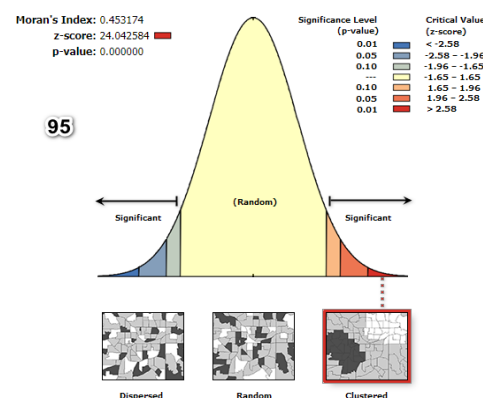 Moran's Index: 0.453174
z-score: 24.042584
p-value: 0.000000
Significance Level
(p-value)
Critical Value
(z-score)
0.01 < -2.58
0.05 -2.58 – -1.96
0.10 -1.96 – -1.65
--- -1.65 – 1.65
0.10 1.65 – 1.96
0.05 1.96 – 2.58
0.01 > 2.58
95
(Random)
Significant
Significant
Dispersed
Random
Clustered